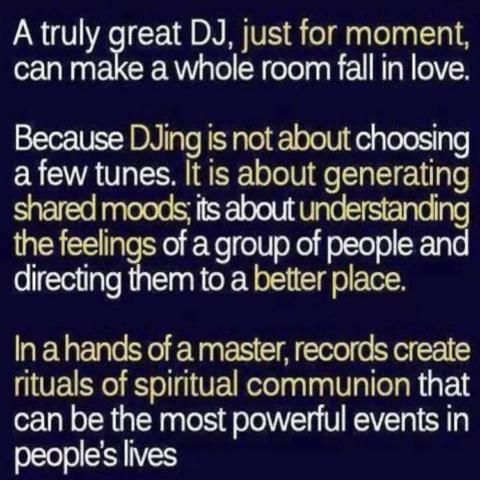 A truly great DJ, just for moment,
can make a whole room fall in love.
Because DJing is not about choosing
a few tunes. It is about generating
shared moods; its about understanding
the feelings of a group of people and
directing them to a better place.
In a hands of a master, records create
rituals of spiritual communion that
can be the most powerful events in
people's lives